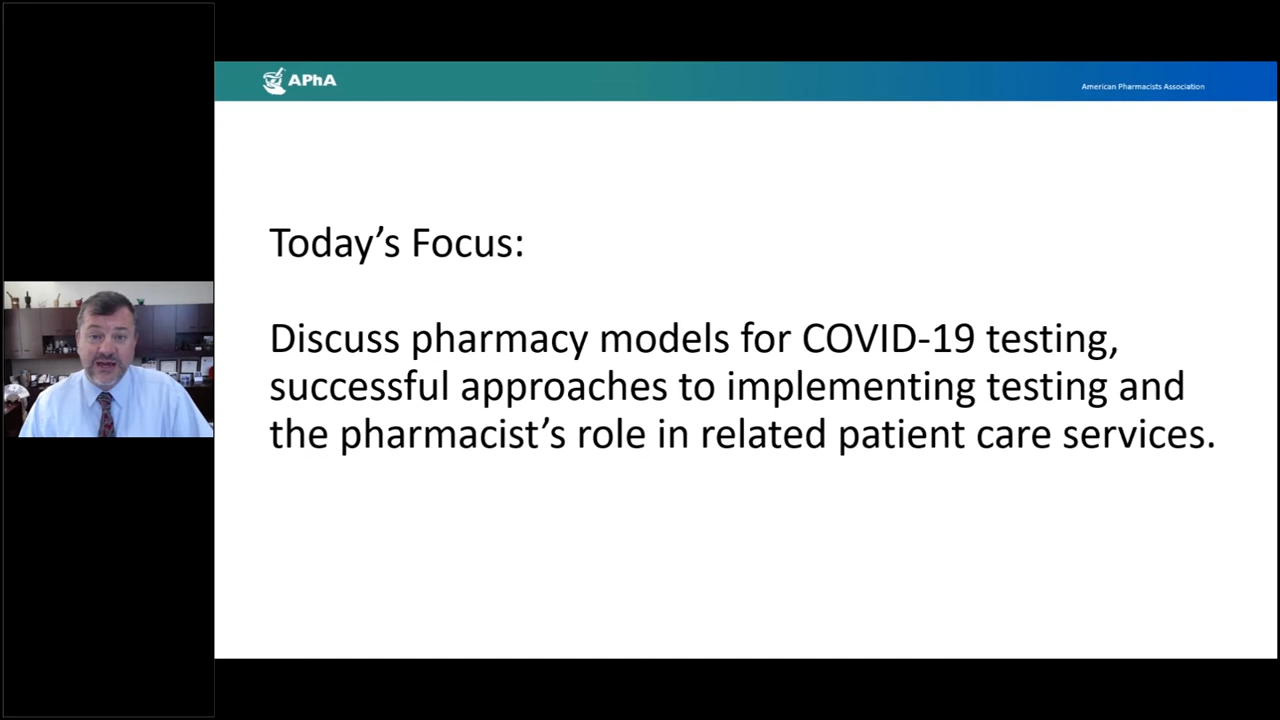 APhA
American Pharmacists Association
Today’s Focus:
Discuss pharmacy models for COVID-19 testing,
successful approaches to implementing testing and
the pharmacist’s role in related patient care services.